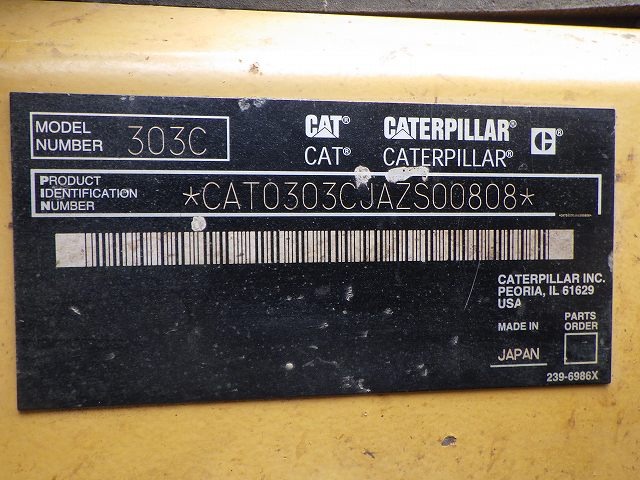 MODEL
NUMBER 303C
CAT® CATERPILLAR® C®
CAT® CATERPILLAR®
PRODUCT
IDENTIFICATION
NUMBER *CAT0303CJAZS00808*
CATERPILLAR INC.
PEORIA, IL 61629
USA
MADE IN
JAPAN
PARTS
ORDER
239-6986X